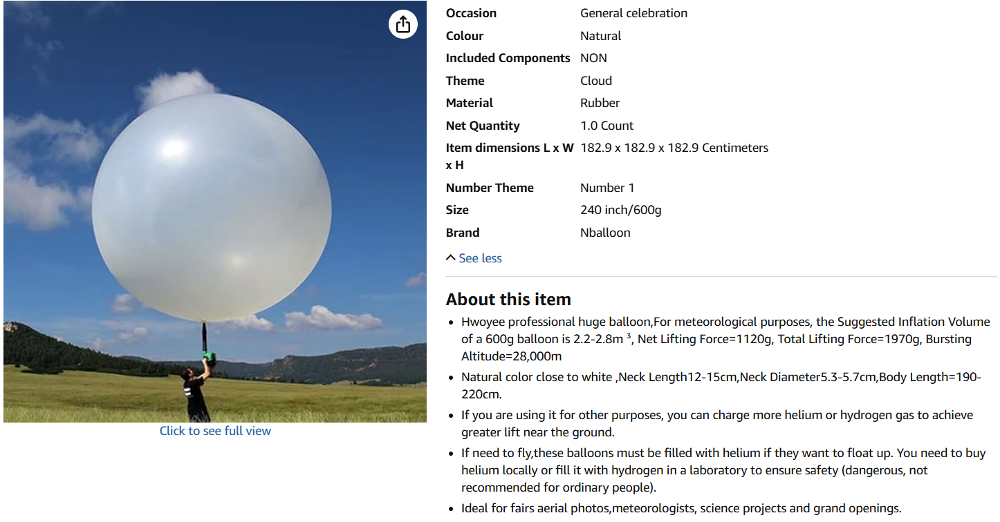 Occasion General celebration
Colour Natural
Included Components NON
Theme Cloud
Material Rubber
Net Quantity 1.0 Count
Item dimensions L x W 182.9 x 182.9 x 182.9 Centimeters
x H
Number Theme Number 1
Size 240 inch/600g
Brand Nballoon
See less
About this item
• Hwoyee professional huge balloon,For meteorological purposes, the Suggested Inflation Volume
of a 600g balloon is 2.2-2.8m ³, Net Lifting Force=1120g, Total Lifting Force=1970g, Bursting
Altitude=28,000m
• Natural color close to white ,Neck Length12-15cm,Neck Diameter5.3-5.7cm,Body Length=190-
220cm.
• If you are using it for other purposes, you can charge more helium or hydrogen gas to achieve
greater lift near the ground.
• If need to fly,these balloons must be filled with helium if they want to float up. You need to buy
helium locally or fill it with hydrogen in a laboratory to ensure safety (dangerous, not
recommended for ordinary people).
• Ideal for fairs aerial photos,meteorologists, science projects and grand openings.
Click to see full view